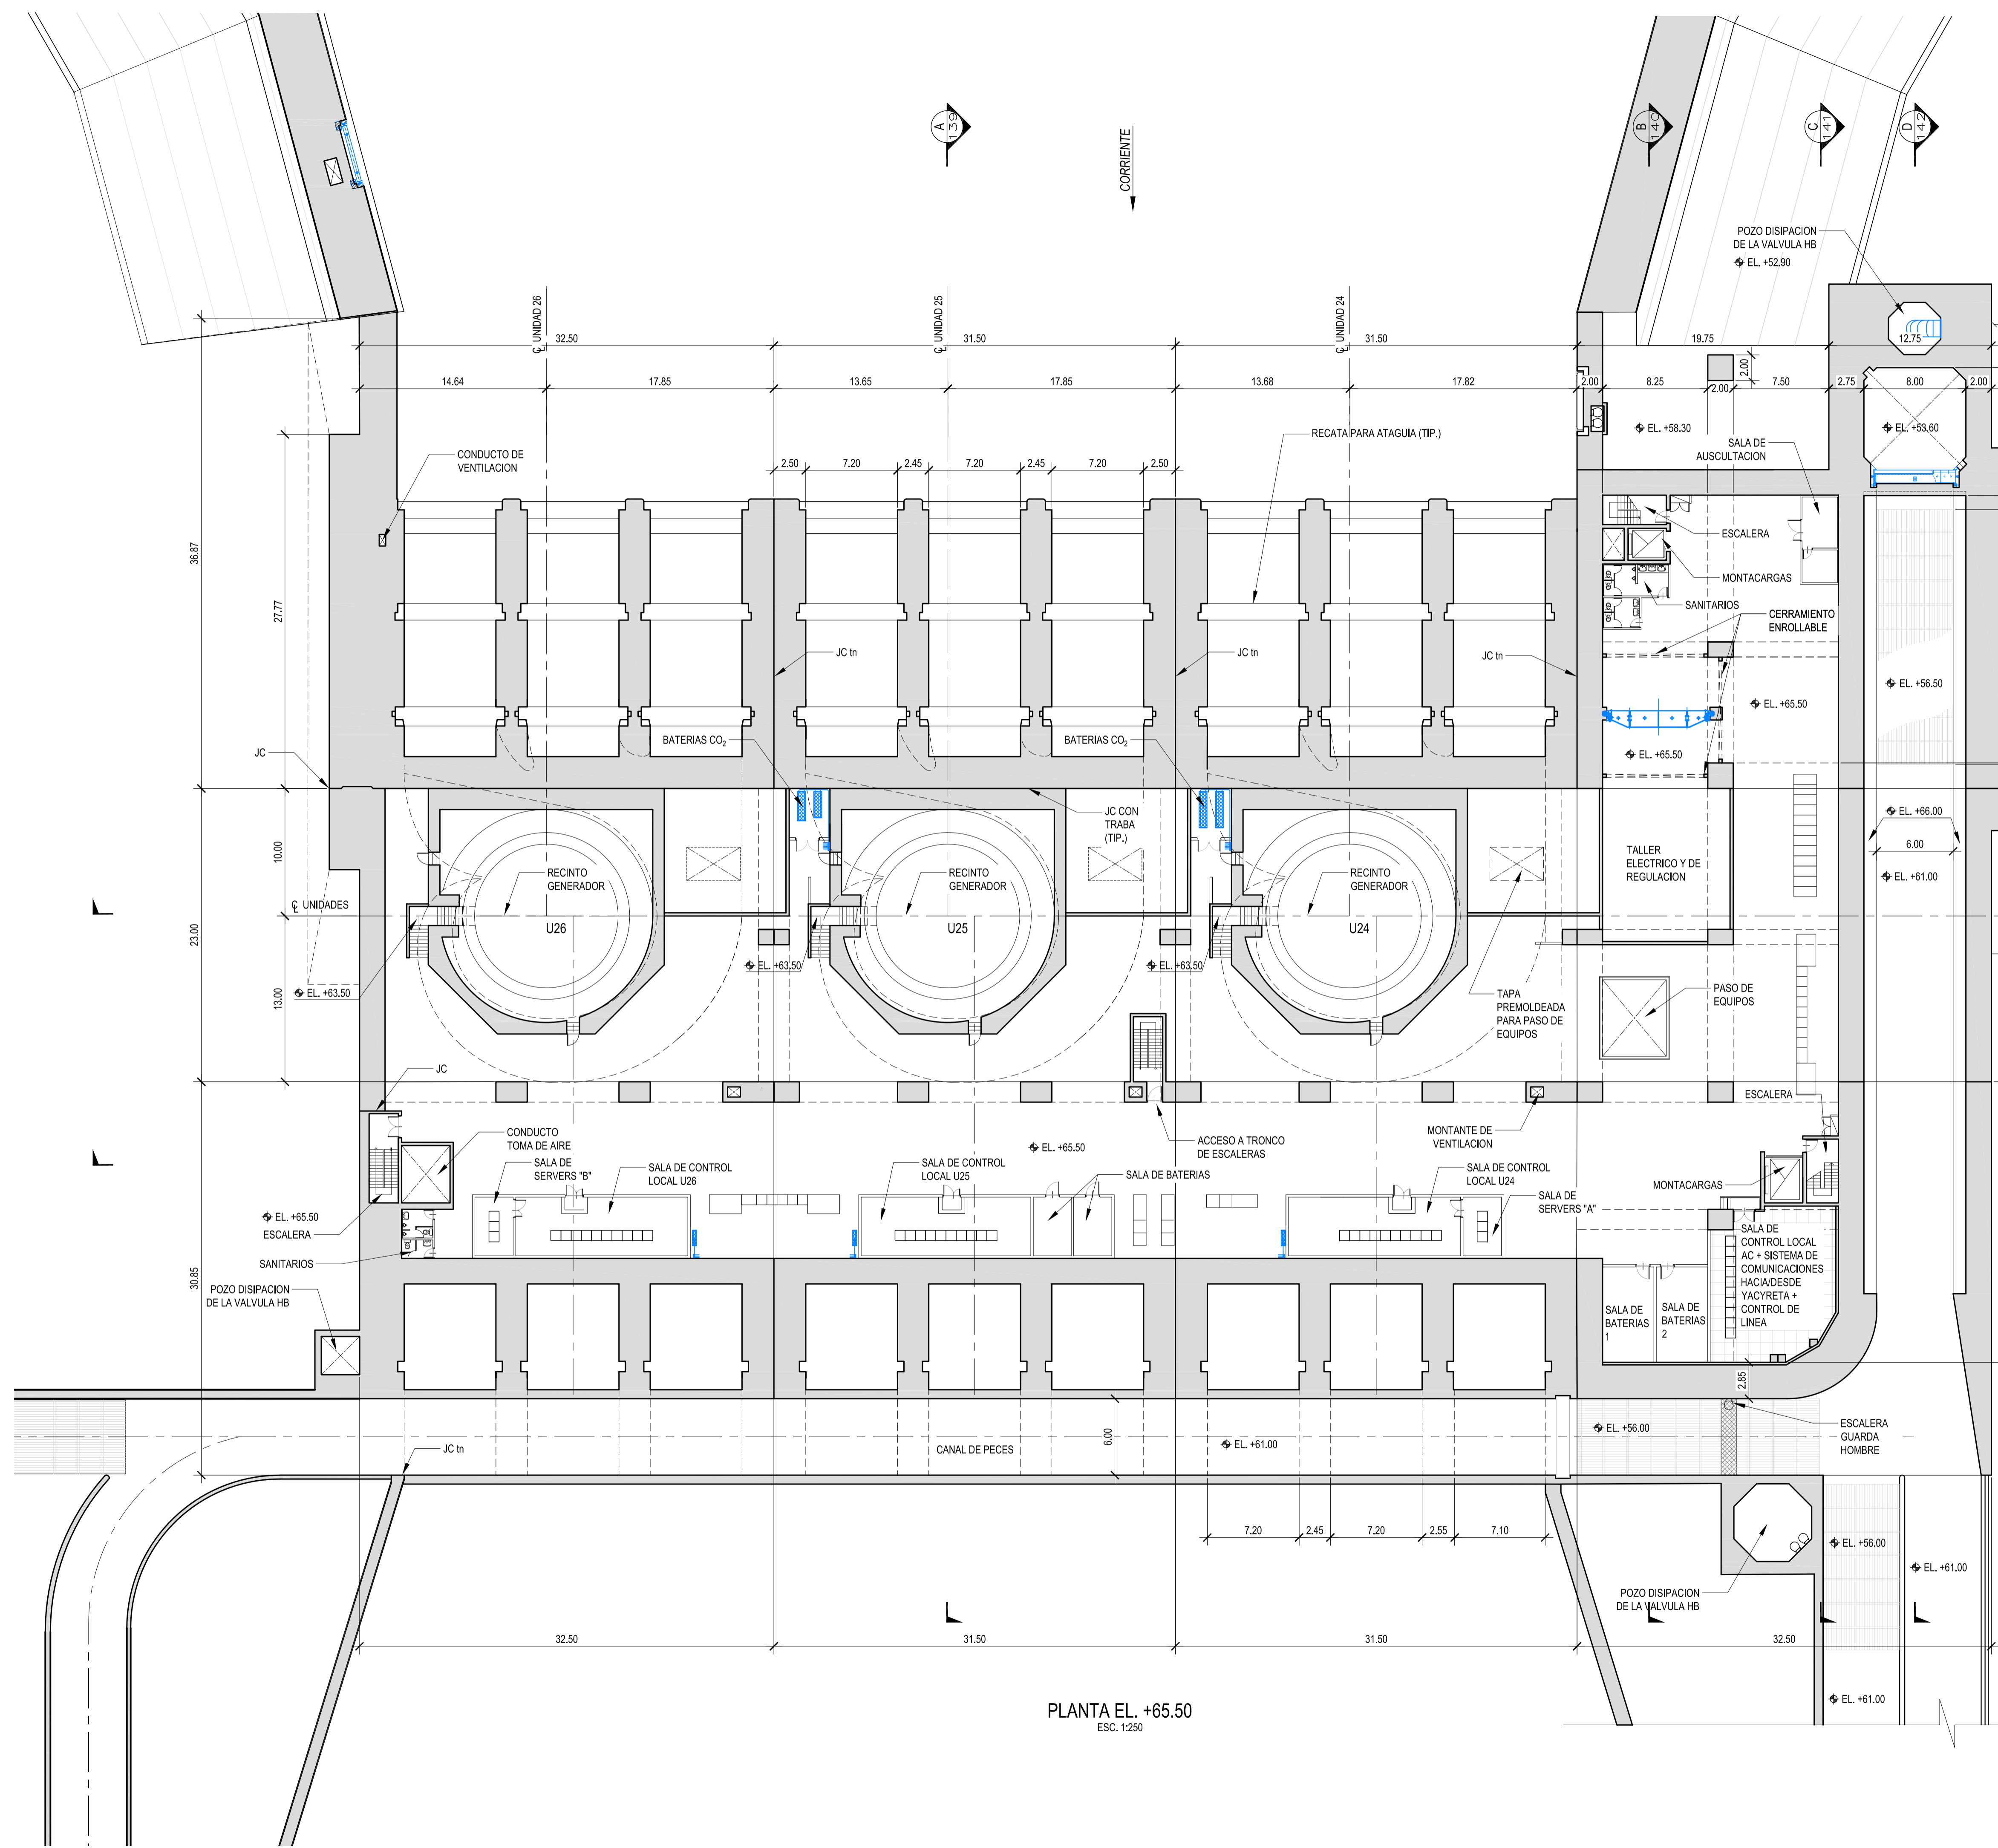 A
139
B
140
C
141
D
142
CORRIENTE
POZO DISIPACION
DE LA VALVULA HB
EL. +52,90
℄ UNIDAD 26
℄ UNIDAD 25
℄ UNIDAD 24
32.50
31.50
31.50
19.75
12.75
14.64
17.85
13.65
17.85
13.68
17.82
2.00
8.25
2.00
2.00
7.50
2.75
8.00
2.00
EL. +58.30
EL. +53.60
RECATA PARA ATAGUIA (TIP.)
SALA DE
AUSCULTACION
CONDUCTO DE
VENTILACION
2.50
7.20
2.45
7.20
2.45
7.20
2.50
ESCALERA
36.87
MONTACARGAS
27.77
SANITARIOS
CERRAMIENTO
ENROLLABLE
JC tn
JC tn
JC tn
EL. +56.50
EL. +65.50
JC
BATERIAS CO2
BATERIAS CO2
EL. +65.50
JC CON
TRABA
(TIP.)
EL. +66.00
10.00
6.00
TALLER
ELECTRICO Y DE
REGULACION
RECINTO
GENERADOR
RECINTO
GENERADOR
RECINTO
GENERADOR
EL. +61.00
℄ UNIDADES
23.00
U26
U25
U24
EL. +63.50
EL. +63.50
EL. +63.50
13.00
TAPA
PREMOLDEADA
PARA PASO DE
EQUIPOS
PASO DE
EQUIPOS
JC
ESCALERA
CONDUCTO
TOMA DE AIRE
EL. +65.50
ACCESO A TRONCO
DE ESCALERAS
MONTANTE DE
VENTILACION
SALA DE
SERVERS "B"
SALA DE CONTROL
LOCAL U26
SALA DE CONTROL
LOCAL U25
SALA DE BATERIAS
SALA DE CONTROL
LOCAL U24
SALA DE
SERVERS "A"
MONTACARGAS
EL. +65.50
ESCALERA
SANITARIOS
SALA DE
CONTROL LOCAL
AC + SISTEMA DE
COMUNICACIONES
HACIA/DESDE
YACYRETA +
CONTROL DE
LINEA
30.85
POZO DISIPACION
DE LA VALVULA HB
SALA DE
BATERIAS
1
SALA DE
BATERIAS
2
2.85
JC tn
CANAL DE PECES
6.00
EL. +61.00
EL. +56.00
ESCALERA
GUARDA
HOMBRE
7.20
2.45
7.20
2.55
7.10
EL. +56.00
EL. +61.00
POZO DISIPACION
DE LA VALVULA HB
32.50
31.50
31.50
32.50
EL. +61.00
PLANTA EL. +65.50
ESC. 1:250